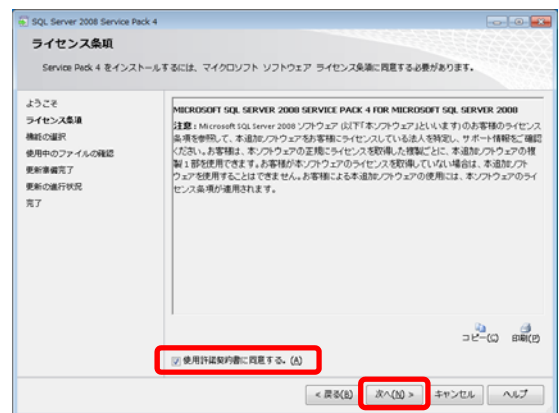 SQL Server 2008 Service Pack 4
ライセンス条項
Service Pack 4 をインストールするには、マイクロソフト ソフトウェア ライセンス条項に同意する必要があります。
ようこそ
ライセンス条項
機能の選択
使用中のファイルの確認
更新準備完了
更新の進行状況
完了
MICROSOFT SQL SERVER 2008 SERVICE PACK 4 FOR MICROSOFT SQL SERVER 2008
注意：Microsoft SQL Server 2008 ソフトウェア (以下「本ソフトウェア」といいます) のお客様のライセンス
条項を参照して、本追加ソフトウェアをお客様にライセンスしている法人を特定し、サポート情報をご確認
ください。お客様は、本ソフトウェアの正規にライセンスを取得した複製ごとに、本追加ソフトウェアの複
製 1 部を使用できます。お客様が本ソフトウェアのライセンスを取得していない場合は、本追加ソフト
ウェアを使用することはできません。お客様による本追加ソフトウェアの使用には、本ソフトウェアのライ
センス条項が適用されます。
コピー(C) 印刷(P)
使用許諾契約書に同意する。(A)
< 戻る(B) 次へ(N) > キャンセル ヘルプ